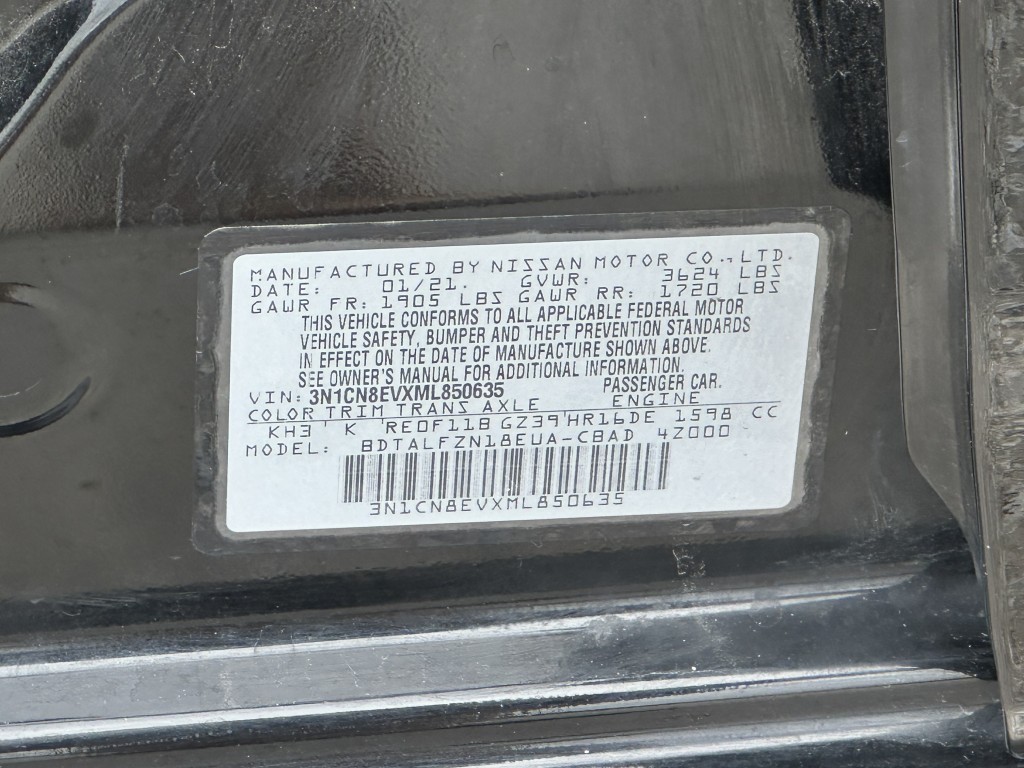 MANUFACTURED BY NISSAN MOTOR CO.,LTD.
DATE: 01/21. GVWR: 3624 LBS
GAWR FR: 1905 LBS GAWR RR: 1720 LBS
THIS VEHICLE CONFORMS TO ALL APPLICABLE FEDERAL MOTOR
VEHICLE SAFETY, BUMPER AND THEFT PREVENTION STANDARDS
IN EFFECT ON THE DATE OF MANUFACTURE SHOWN ABOVE.
SEE OWNER'S MANUAL FOR ADDITIONAL INFORMATION.
VIN: 3N1CN8EVXML850635 PASSENGER CAR.
COLOR TRIM TRANS AXLE ENGINE
KH3' K 'RE0F11B GZ39'HR16DE 1598 CC
MODEL: BDTALFZN18EUA-CBAD 4Z000
3N1CN8EVXML850635